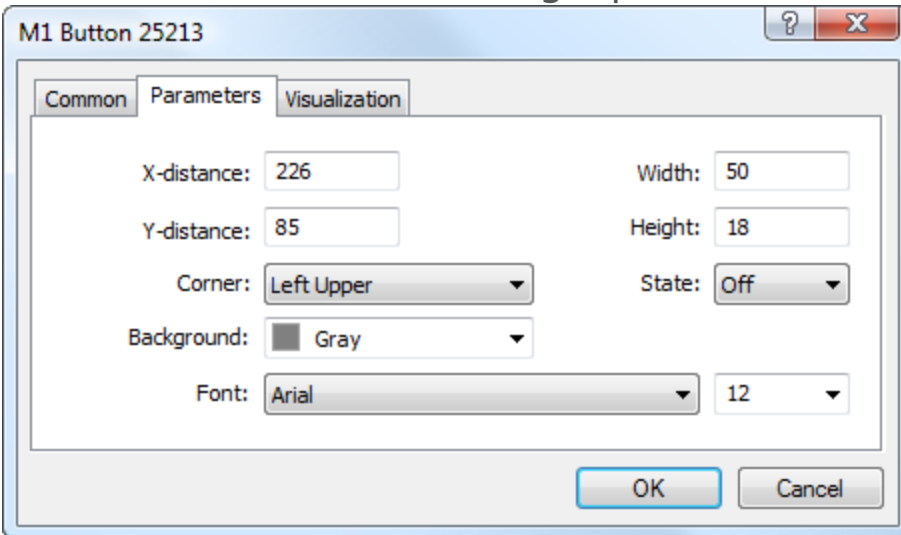 M1 Button 25213
?
Common Parameters Visualization
X-distance: 226 Width: 50
Y-distance: 85 Height: 18
Corner: Left Upper State: Off
Background: Gray
Font: Arial 12
OK Cancel